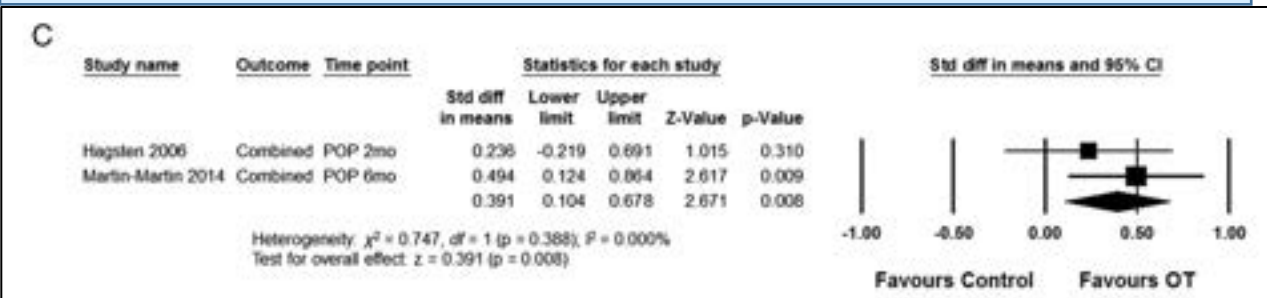 C
Study name Outcome Time point Statistics for each study Std diff in means and 95% CI
Std diff Lower Upper
in means limit limit Z-Value p-Value
Hagsten 2006 Combined POP 2mo 0.236 -0.219 0.691 1.015 0.310
Martin-Martin 2014 Combined POP 6mo 0.494 0.124 0.864 2.617 0.009
0.391 0.104 0.678 2.671 0.008
-1.00 -0.50 0.00 0.50 1.00
Heterogeneity: χ² = 0.747, df = 1 (p = 0.388); I² = 0.000%
Test for overall effect: z = 0.391 (p = 0.008)
Favours Control Favours OT